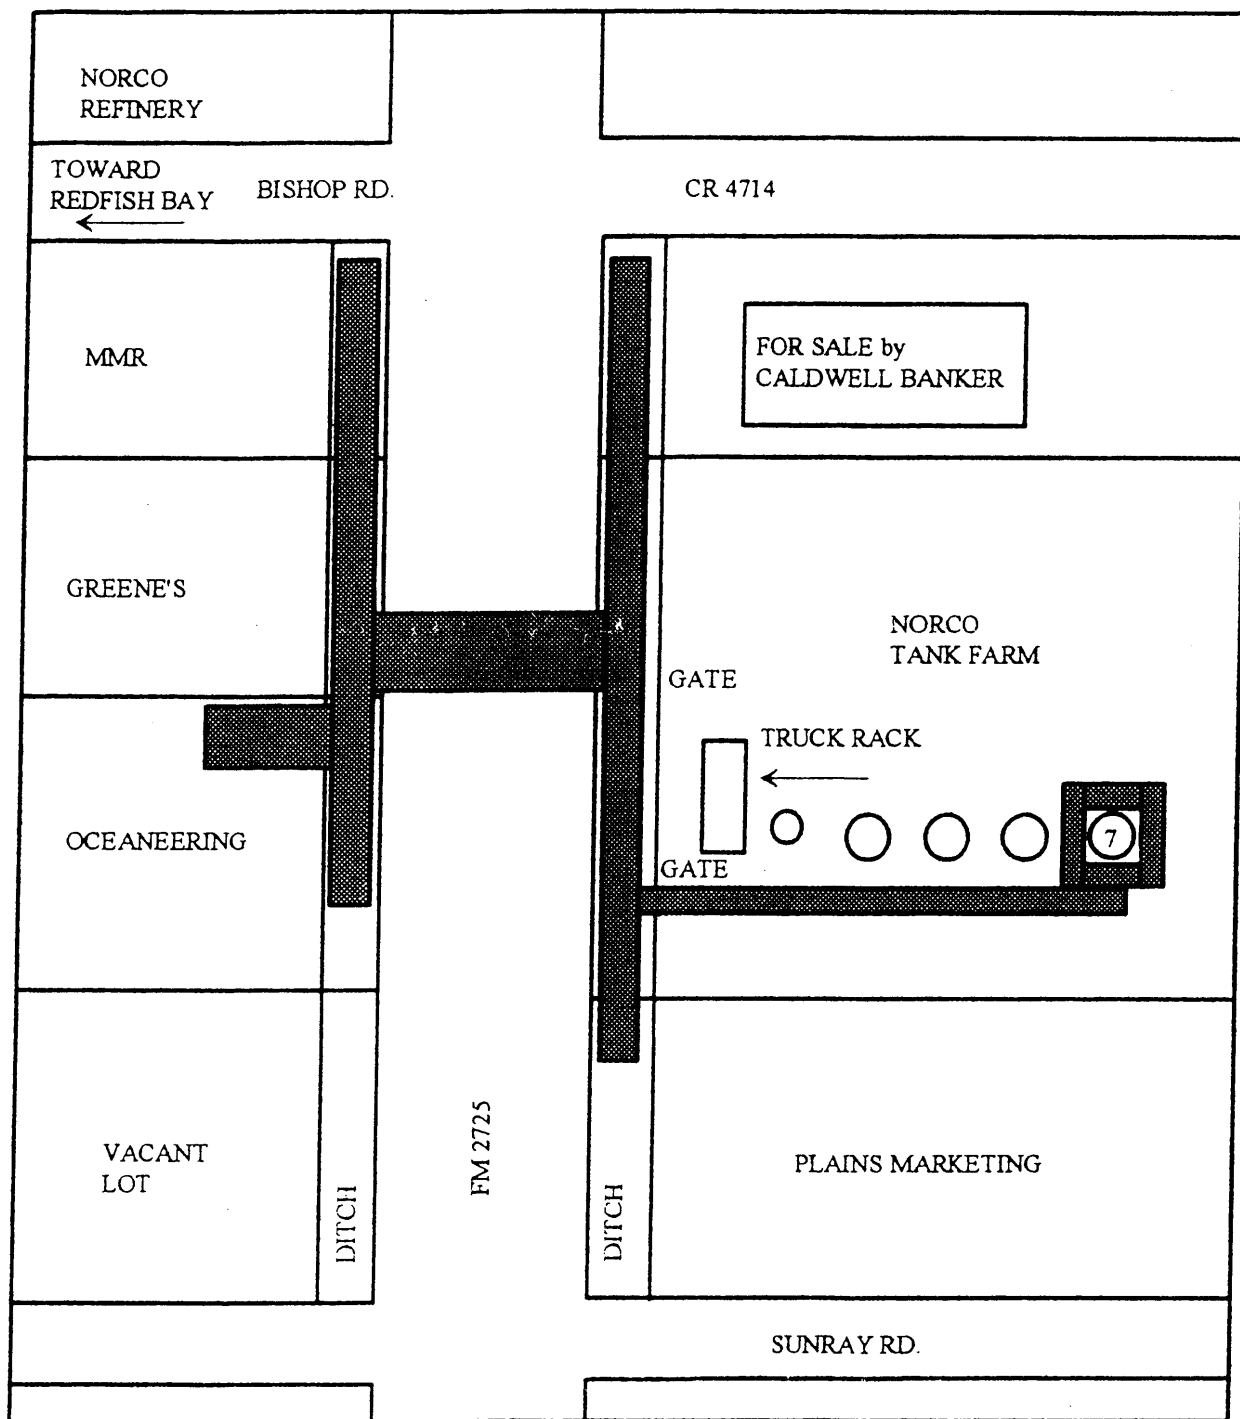 NORCO
REFINERY
TOWARD
REDFISH BAY
BISHOP RD.
CR 4714
MMR
FOR SALE by
CALDWELL BANKER
GREENE'S
NORCO
TANK FARM
GATE
TRUCK RACK
OCEANEERING
7
GATE
FM 2725
VACANT
LOT
PLAINS MARKETING
DITCH
DITCH
SUNRAY RD.